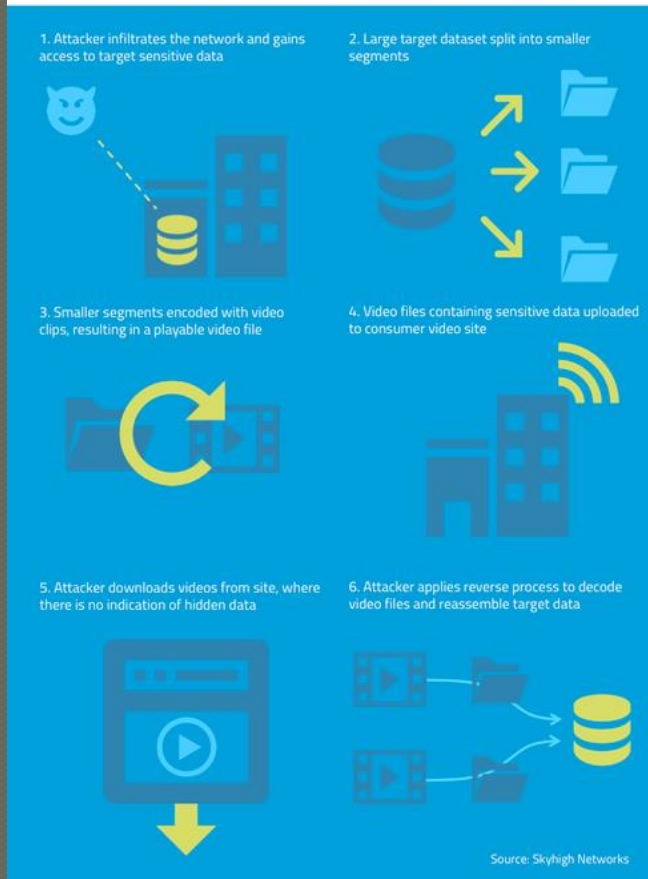 1. Attacker infiltrates the network and gains
access to target sensitive data
2. Large target dataset split into smaller
segments
3. Smaller segments encoded with video
clips, resulting in a playable video file
4. Video files containing sensitive data uploaded
to consumer video site
5. Attacker downloads videos from site, where
there is no indication of hidden data
6. Attacker applies reverse process to decode
video files and reassemble target data
Source: Skyhigh Networks